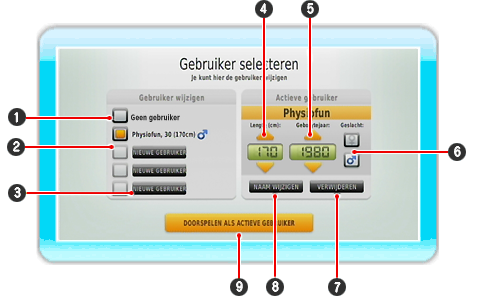 4 5
Gebruiker selecteren
Je kunt hier de gebruiker wijzigen
Gebruiker wijzigen
Actieve gebruiker
1 Geen gebruiker
Physiofun
Lengte (cm): Geboortejaar: Geslacht:
Physiofun, 30 (170cm)
2 NIEUWE GEBRUIKER
170 1980
6
NIEUWE GEBRUIKER
3 NIEUWE GEBRUIKER
NAAM WIJZIGEN VERWIJDEREN
DOORSPELEN ALS ACTIEVE GEBRUIKER
9 8 7